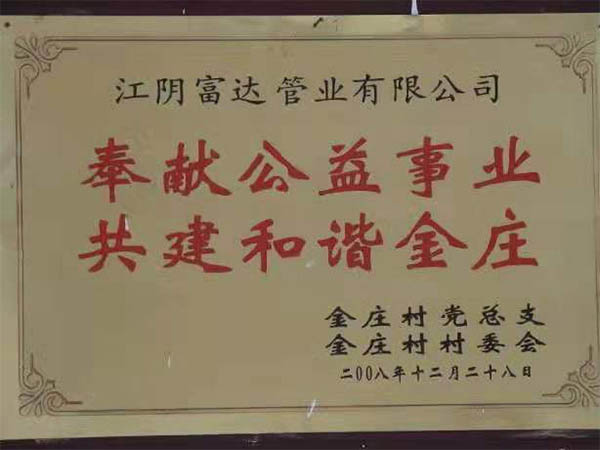 江阴富达管业有限公司
奉献公益事业
共建和谐金庄
金庄村党总支
金庄村村委会
二00八年十二月二十八日